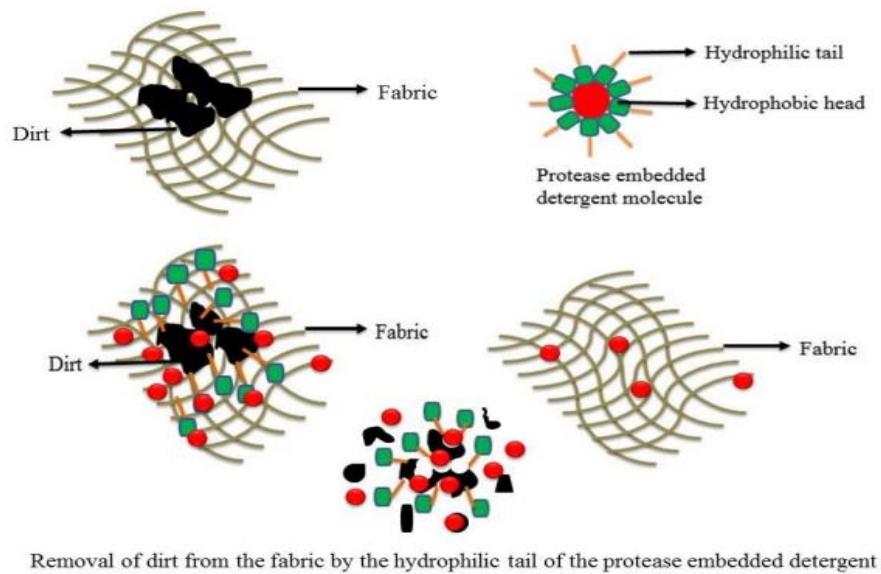 Hydrophilic tail
Fabric
Hydrophobic head
Dirt
Protease embedded
detergent molecule
Fabric
Fabric
Dirt
Removal of dirt from the fabric by the hydrophilic tail of the protease embedded detergent